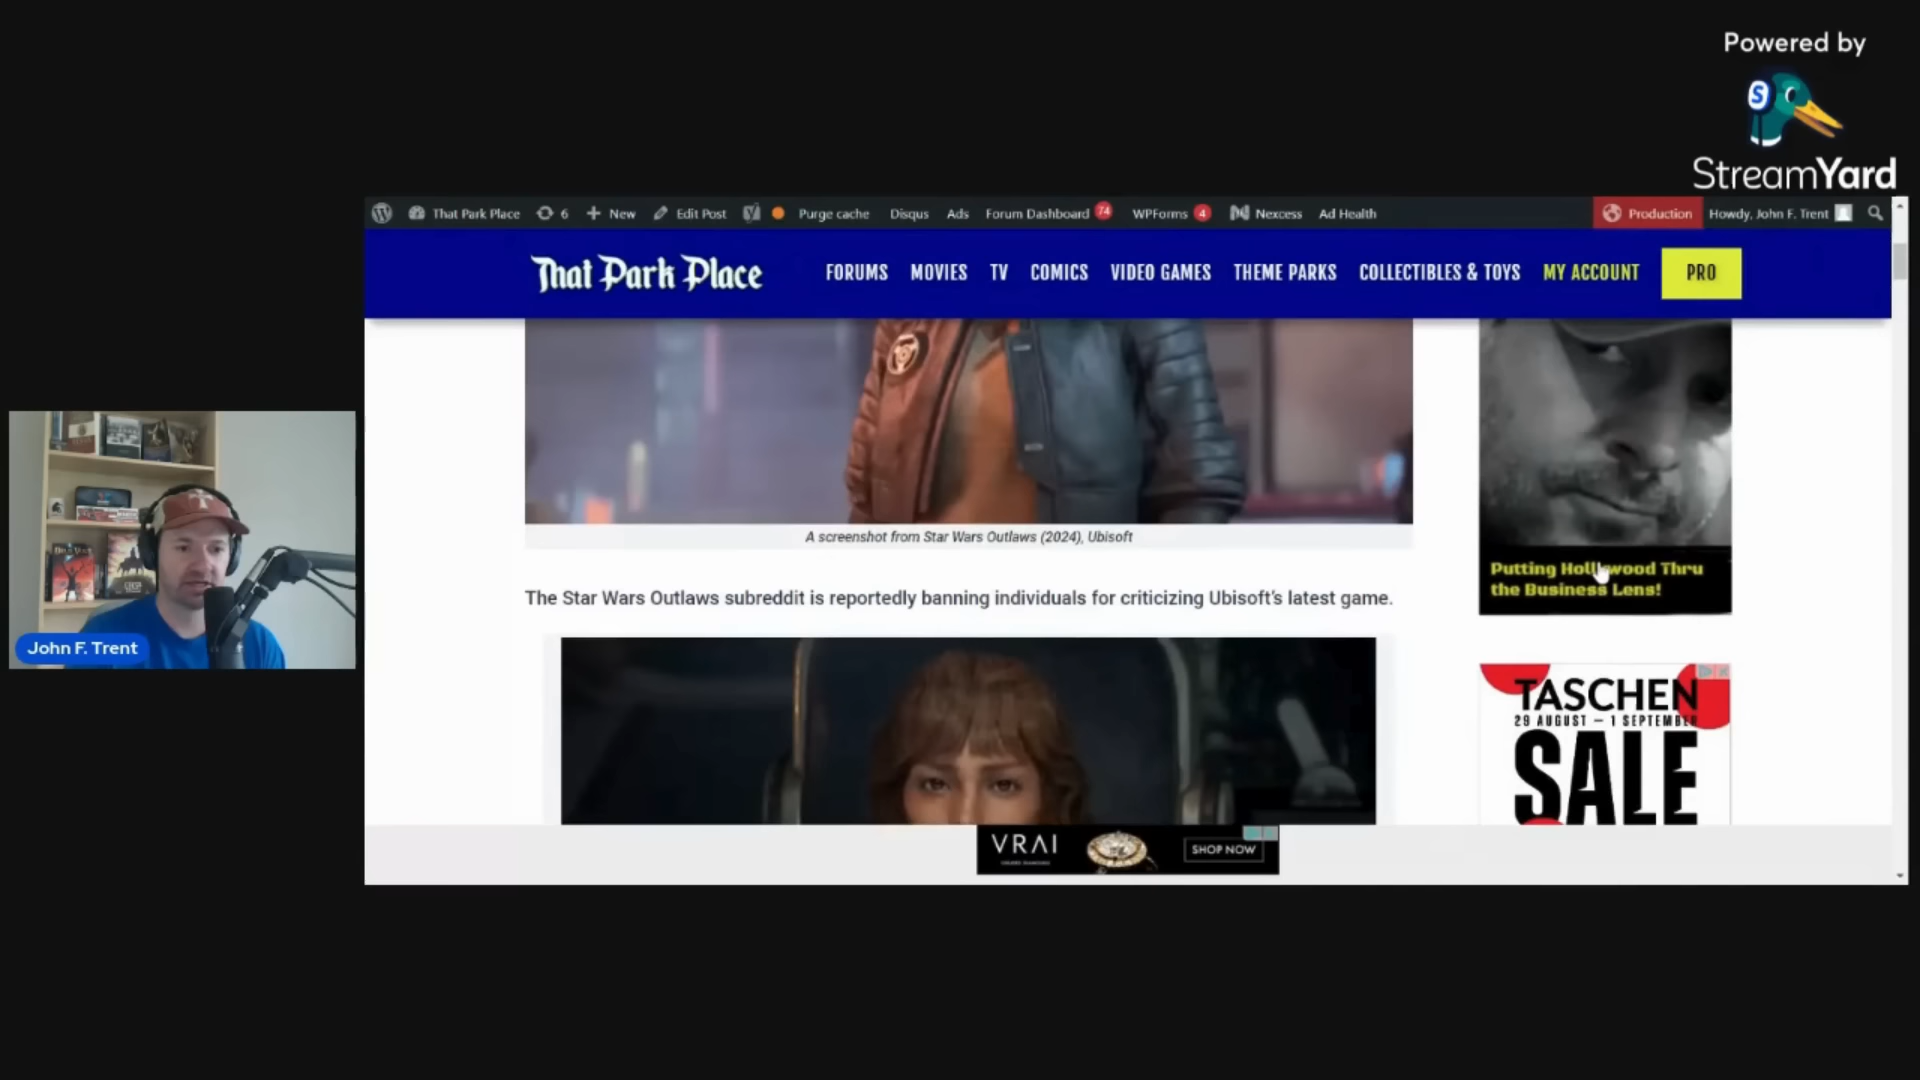 Powered by
StreamYard
That Park Place 6 New Edit Post Purge cache Disqus Ads Forum Dashboard 74 WPForms 4 Nexcess Ad Health Production Howdy, John F. Trent
That Park Place FORUMS MOVIES TV COMICS VIDEO GAMES THEME PARKS COLLECTIBLES & TOYS MY ACCOUNT PRO
A screenshot from Star Wars Outlaws (2024), Ubisoft
Putting Hollywood Thru
the Business Lens!
The Star Wars Outlaws subreddit is reportedly banning individuals for criticizing Ubisoft's latest game.
John F. Trent
TASCHEN
29 AUGUST – 1 SEPTEMBER
SALE
VRAI
SHOP NOW